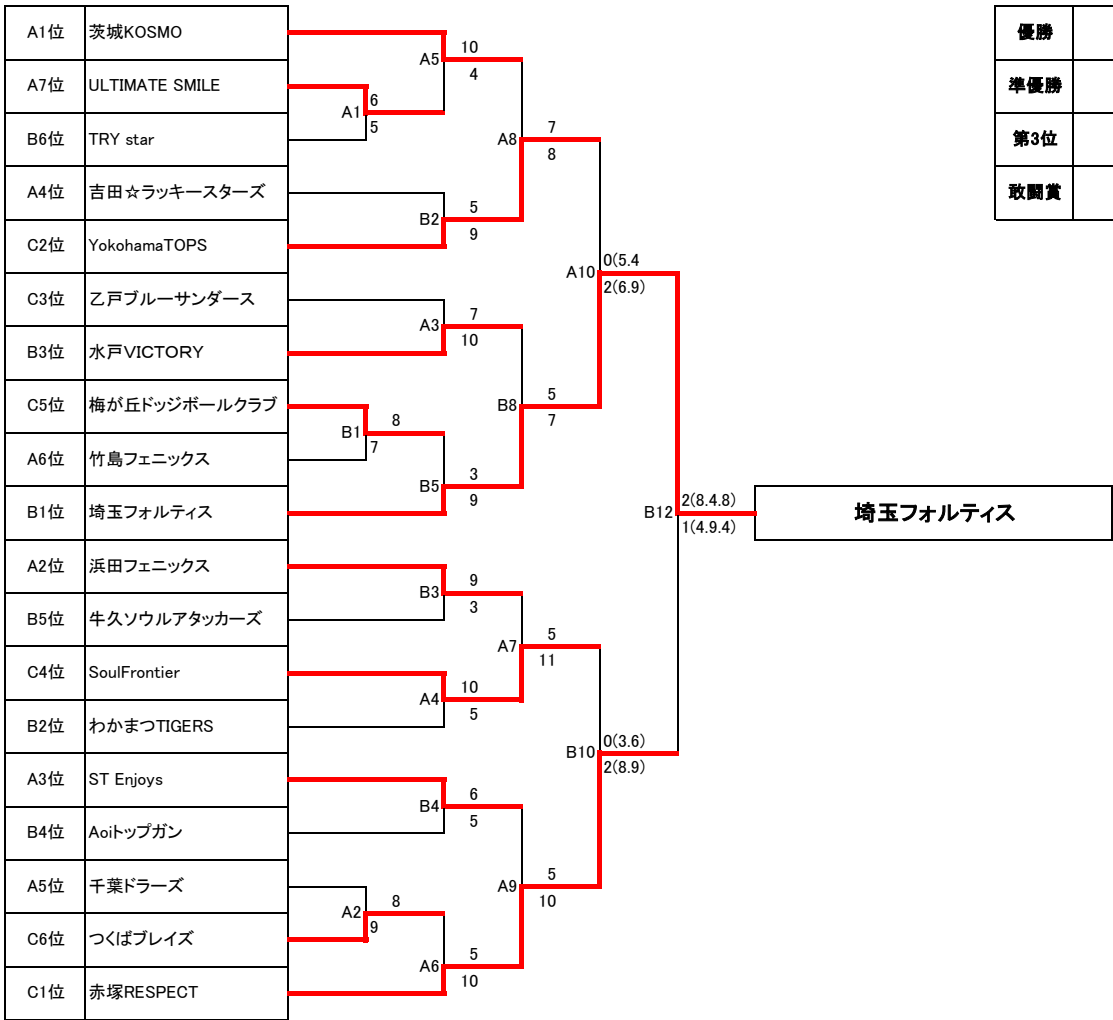 A1位 茨城KOSMO
A7位 ULTIMATE SMILE
B6位 TRY star
A4位 吉田☆ラッキースターズ
C2位 YokohamaTOPS
C3位 乙戸ブルーサンダース
B3位 水戸VICTORY
C5位 梅が丘ドッジボールクラブ
A6位 竹島フェニックス
B1位 埼玉フォルティス
A2位 浜田フェニックス
B5位 牛久ソウルアタッカーズ
C4位 SoulFrontier
B2位 わかまつTIGERS
A3位 ST Enjoys
B4位 Aoiトップガン
A5位 千葉ドラーズ
C6位 つくばブレイズ
C1位 赤塚RESPECT
A1
6
5
B1
8
7
A2
8
9
A5
10
4
B2
5
9
A3
7
10
B5
3
9
B3
9
3
A4
10
5
B4
6
5
A6
5
10
A8
7
8
B8
5
7
A7
5
11
A9
5
10
A10
0(5.4
2(6.9)
B10
0(3.6)
2(8.9)
B12
2(8.4.8)
1(4.9.4)
埼玉フォルティス
優勝
準優勝
第3位
敢闘賞